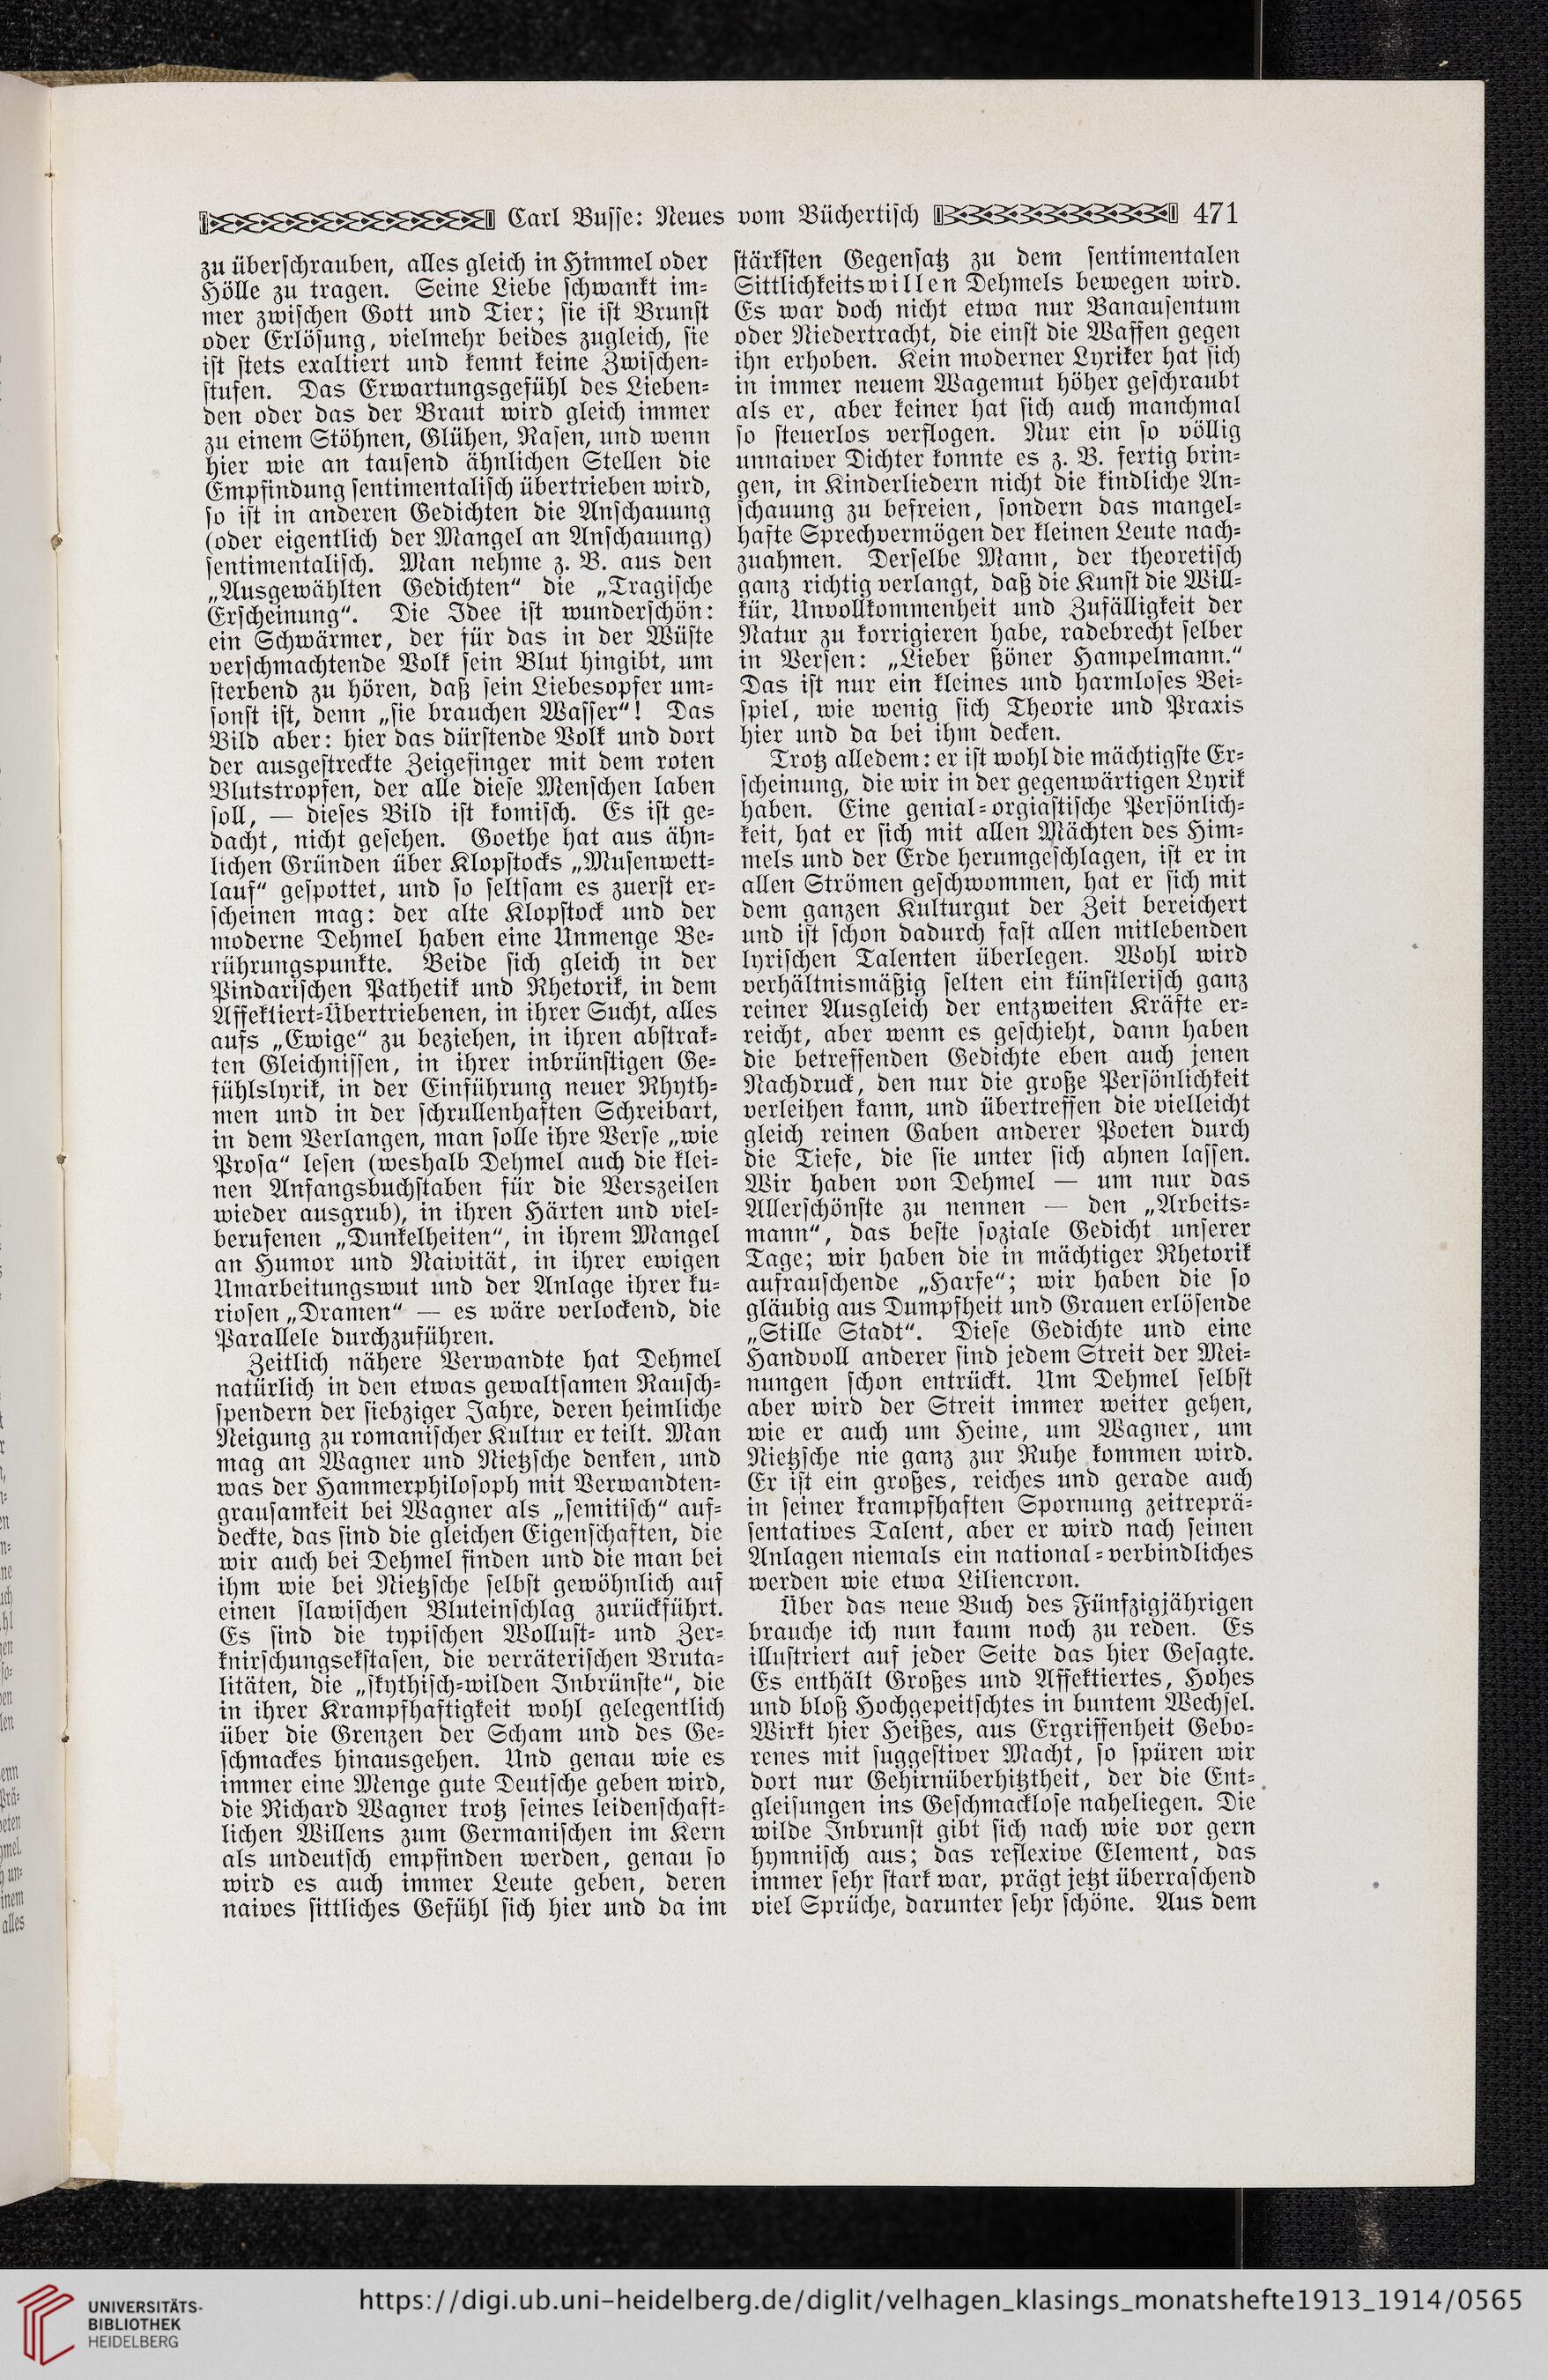 Carl Busse: Neues vom Büchertisch 471
zu überschrauben, alles gleich in Himmel oder
Hölle zu tragen. Seine Liebe schwankt im-
mer zwischen Gott und Tier; sie ist Brunst
oder Erlösung, vielmehr beides zugleich, sie
ist stets exaltiert und kennt keine Zwischen-
stufen. Das Erwartungsgefühl des Lieben-
den oder das der Braut wird gleich immer
zu einem Stöhnen, Glühen, Rasen, und wenn
hier wie an tausend ähnlichen Stellen die
Empfindung sentimentalisch übertrieben wird,
so ist in anderen Gedichten die Anschauung
(oder eigentlich der Mangel an Anschauung)
sentimentalisch. Man nehme z. B. aus den
„Ausgewählten Gedichten“ die „Tragische
Erscheinung“. Die Idee ist wunderschön:
ein Schwärmer, der für das in der Wüste
verschmachtende Volk sein Blut hingibt, um
sterbend zu hören, daß sein Liebesopfer um-
sonst ist, denn „sie brauchen Wasser“! Das
Bild aber: hier das dürstende Volk und dort
der ausgestreckte Zeigefinger mit dem roten
Blutstropfen, der alle diese Menschen laben
soll, — dieses Bild ist komisch. Es ist ge-
dacht, nicht gesehen. Goethe hat aus ähn-
lichen Gründen über Klopstocks „Musenwett-
lauf“ gespottet, und so seltsam es zuerst er-
scheinen mag: der alte Klopstock und der
moderne Dehmel haben eine Unmenge Be-
rührungspunkte. Beide sich gleich in der
Pindarischen Pathetik und Rhetorik, in dem
Affektiert-Übertriebenen, in ihrer Sucht, alles
aufs „Ewige“ zu beziehen, in ihren abstrak-
ten Gleichnissen, in ihrer inbrünstigen Ge-
fühlslyrik, in der Einführung neuer Rhyth-
men und in der schrullenhaften Schreibart,
in dem Verlangen, man solle ihre Verse „wie
Prosa“ lesen (weshalb Dehmel auch die klei-
nen Anfangsbuchstaben für die Verszeilen
wieder ausgrub), in ihren Härten und viel-
berufenen „Dunkelheiten“, in ihrem Mangel
an Humor und Naivität, in ihrer ewigen
Umarbeitungswut und der Anlage ihrer ku-
riosen „Dramen“ — es wäre verlockend, die
Parallele durchzuführen.
Zeitlich nähere Verwandte hat Dehmel
natürlich in den etwas gewaltsamen Rausch-
spendern der siebziger Jahre, deren heimliche
Neigung zu romanischer Kultur er teilt. Man
mag an Wagner und Nietzsche denken, und
was der Hammerphilosoph mit Verwandten-
grausamkeit bei Wagner als „semitisch“ auf-
deckte, das sind die gleichen Eigenschaften, die
wir auch bei Dehmel finden und die man bei
ihm wie bei Nietzsche selbst gewöhnlich auf
einen slawischen Bluteinschlag zurückführt.
Es sind die typischen Wollust- und Zer-
knirschungsekstasen, die verräterischen Bruta-
litäten, die „skythisch-wilden Inbrünste“, die
in ihrer Krampfhaftigkeit wohl gelegentlich
über die Grenzen der Scham und des Ge-
schmackes hinausgehen. Und genau wie es
immer eine Menge gute Deutsche geben wird,
die Richard Wagner trotz seines leidenschaft-
lichen Willens zum Germanischen im Kern
als undeutsch empfinden werden, genau so
wird es auch immer Leute geben, deren
naives sittliches Gefühl sich hier und da im
stärksten Gegensatz zu dem sentimentalen
Sittlichkeitswillen Dehmels bewegen wird.
Es war doch nicht etwa nur Banausentum
oder Niedertracht, die einst die Waffen gegen
ihn erhoben. Kein moderner Lyriker hat sich
in immer neuem Wagemut höher geschraubt
als er, aber keiner hat sich auch manchmal
so steuerlos verflogen. Nur ein so völlig
unnaiver Dichter konnte es z. B. fertig brin-
gen, in Kinderliedern nicht die kindliche An-
schauung zu befreien, sondern das mangel-
hafte Sprechvermögen der kleinen Leute nach-
zuahmen. Derselbe Mann, der theoretisch
ganz richtig verlangt, daß die Kunst die Will-
kür, Unvollkommenheit und Zufälligkeit der
Natur zu korrigieren habe, radebrecht selber
in Versen: „Lieber ßöner Hampelmann.“
Das ist nur ein kleines und harmloses Bei-
spiel, wie wenig sich Theorie und Praxis
hier und da bei ihm decken.
Trotz alledem: er ist wohl die mächtigste Er-
scheinung, die wir in der gegenwärtigen Lyrik
haben. Eine genial-orgiastische Persönlich-
keit, hat er sich mit allen Mächten des Him-
mels und der Erde herumgeschlagen, ist er in
allen Strömen geschwommen, hat er sich mit
dem ganzen Kulturgut der Zeit bereichert
und ist schon dadurch fast allen mitlebenden
lyrischen Talenten überlegen. Wohl wird
verhältnismäßig selten ein künstlerisch ganz
reiner Ausgleich der entzweiten Kräfte er-
reicht, aber wenn es geschieht, dann haben
die betreffenden Gedichte eben auch jenen
Nachdruck, den nur die große Persönlichkeit
verleihen kann, und übertreffen die vielleicht
gleich reinen Gaben anderer Poeten durch
die Tiefe, die sie unter sich ahnen lassen.
Wir haben von Dehmel — um nur das
Allerschönste zu nennen — den „Arbeits-
mann“, das beste soziale Gedicht unserer
Tage; wir haben die in mächtiger Rhetorik
aufrauschende „Harfe“; wir haben die so
gläubig aus Dumpfheit und Grauen erlösende
„Stille Stadt“. Diese Gedichte und eine
Handvoll anderer sind jedem Streit der Mei-
nungen schon entrückt. Um Dehmel selbst
aber wird der Streit immer weiter gehen,
wie er auch um Heine, um Wagner, um
Nietzsche nie ganz zur Ruhe kommen wird.
Er ist ein großes, reiches und gerade auch
in seiner krampfhaften Spornung zeitreprä-
sentatives Talent, aber er wird nach seinen
Anlagen niemals ein national-verbindliches
werden wie etwa Liliencron.
Über das neue Buch des Fünfzigjährigen
brauche ich nun kaum noch zu reden. Es
illustriert auf jeder Seite das hier Gesagte.
Es enthält Großes und Affektiertes, Hohes
und bloß Hochgepeitschtes in buntem Wechsel.
Wirkt hier Heißes, aus Ergriffenheit Gebo-
renes mit suggestiver Macht, so spüren wir
dort nur Gehirnüberhitztheit, der die Ent-
gleisungen ins Geschmacklose naheliegen. Die
wilde Inbrunst gibt sich nach wie vor gern
hymnisch aus; das reflexive Element, das
immer sehr stark war, prägt jetzt überraschend
viel Sprüche, darunter sehr schöne. Aus dem
UNIVERSITÄTS-
BIBLIOTHEK
HEIDELBERG
https://digi.ub.uni-heidelberg.de/diglit/velhagen_klasings_monatshefte1913_1914/0565